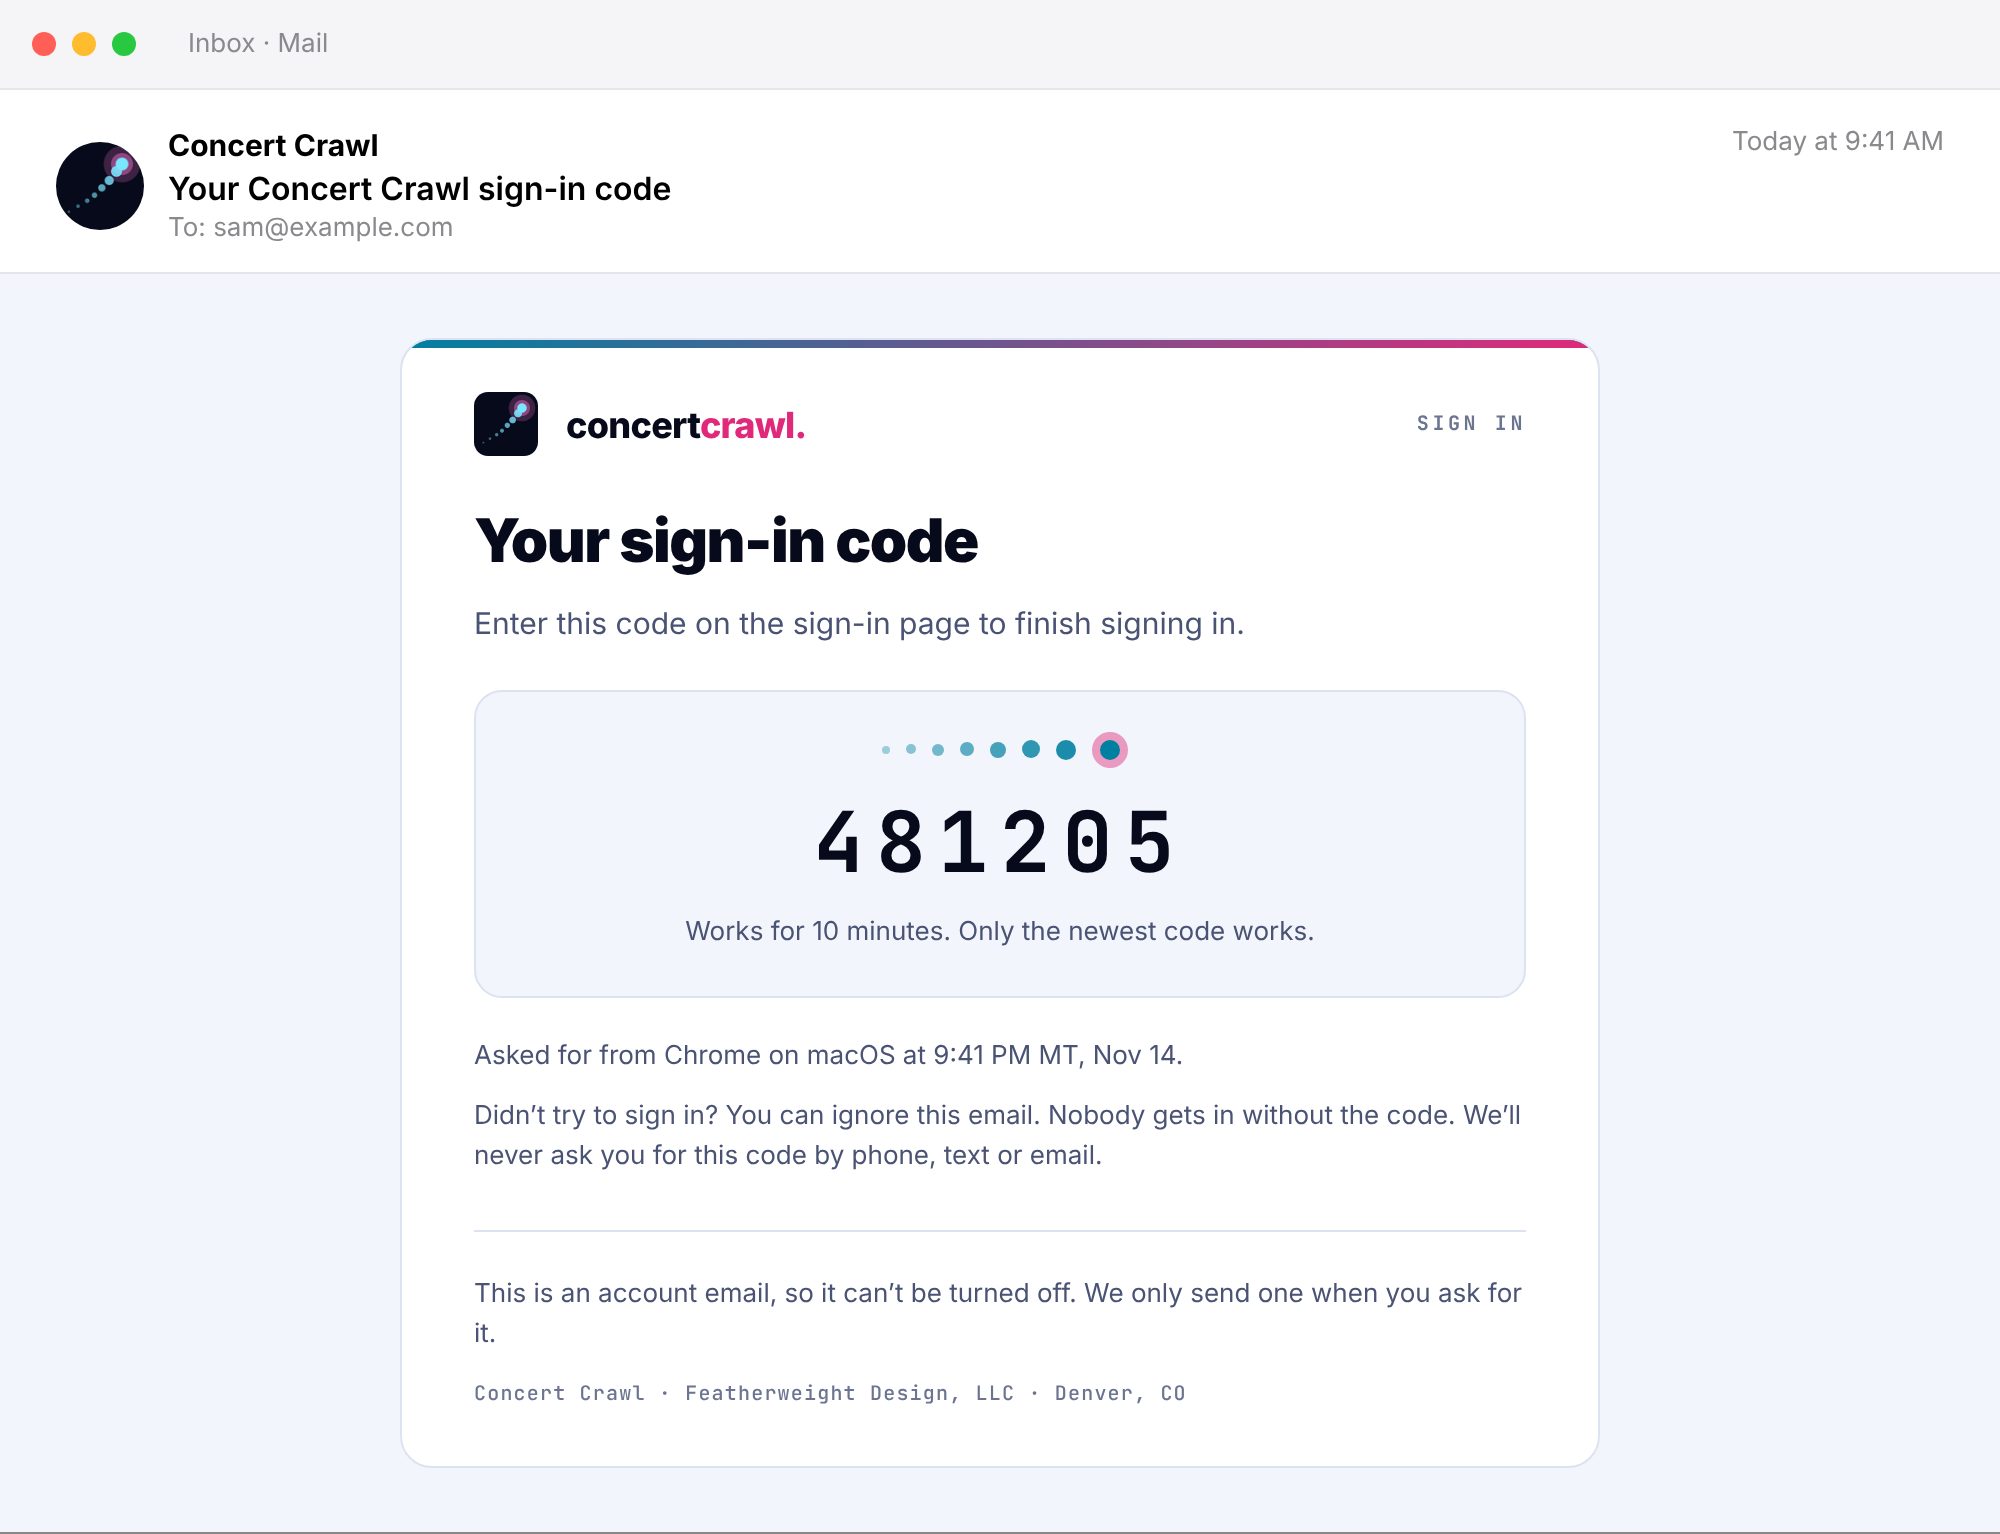 Inbox · Mail
Concert Crawl
Today at 9:41 AM
Your Concert Crawl sign-in code
To: sam@example.com
concertcrawl.
SIGN IN
Your sign-in code
Enter this code on the sign-in page to finish signing in.
481205
Works for 10 minutes. Only the newest code works.
Asked for from Chrome on macOS at 9:41 PM MT, Nov 14.
Didn’t try to sign in? You can ignore this email. Nobody gets in without the code. We’ll
never ask you for this code by phone, text or email.
This is an account email, so it can’t be turned off. We only send one when you ask for
it.
Concert Crawl · Featherweight Design, LLC · Denver, CO